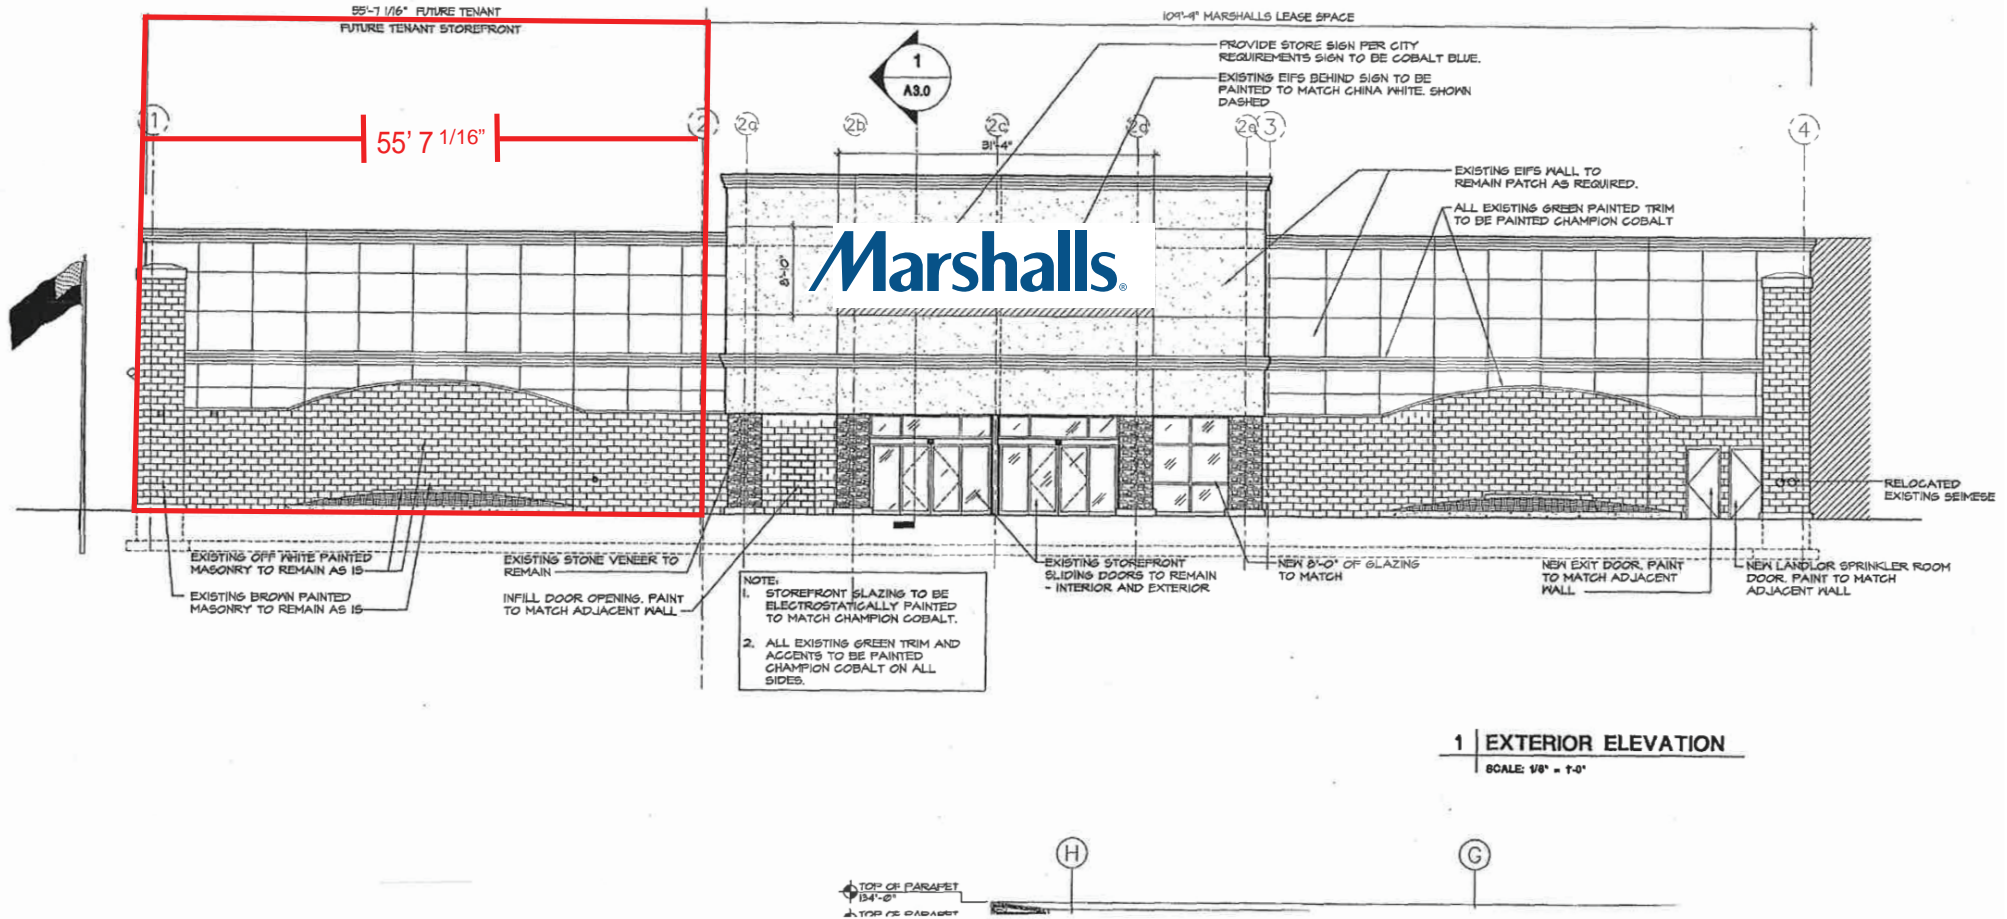 55'-7 1/16" FUTURE TENANT
FUTURE TENANT STOREFRONT
109'-9" MARSHALLS LEASE SPACE
1
A3.0
PROVIDE STORE SIGN PER CITY
REQUIREMENTS SIGN TO BE COBALT BLUE.
EXISTING EIFS BEHIND SIGN TO BE
PAINTED TO MATCH CHINA WHITE. SHOWN
DASHED
1
55' 7 1/16"
2
2a
2b
2c
2d
2e
3
4
31'-4"
EXISTING EIFS WALL TO
REMAIN PATCH AS REQUIRED.
ALL EXISTING GREEN PAINTED TRIM
TO BE PAINTED CHAMPION COBALT
8'-10"
Marshalls®
RELOCATED
EXISTING SEIMESE
EXISTING OFF WHITE PAINTED
MASONRY TO REMAIN AS IS
EXISTING BROWN PAINTED
MASONRY TO REMAIN AS IS
EXISTING STONE VENEER TO
REMAIN
INFILL DOOR OPENING. PAINT
TO MATCH ADJACENT WALL
NOTE:
1. STOREFRONT GLAZING TO BE
ELECTROSTATICALLY PAINTED
TO MATCH CHAMPION COBALT.
2. ALL EXISTING GREEN TRIM AND
ACCENTS TO BE PAINTED
CHAMPION COBALT ON ALL
SIDES.
EXISTING STOREFRONT
SLIDING DOORS TO REMAIN
- INTERIOR AND EXTERIOR
NEW 8'-0" OF GLAZING
TO MATCH
NEW EXIT DOOR. PAINT
TO MATCH ADJACENT
WALL
NEW LANDLOR SPRINKLER ROOM
DOOR. PAINT TO MATCH
ADJACENT WALL
1 EXTERIOR ELEVATION
SCALE: 1/8" = 1'-0"
H
G
TOP OF PARAPET
134'-0"
TOP OF PARAPET